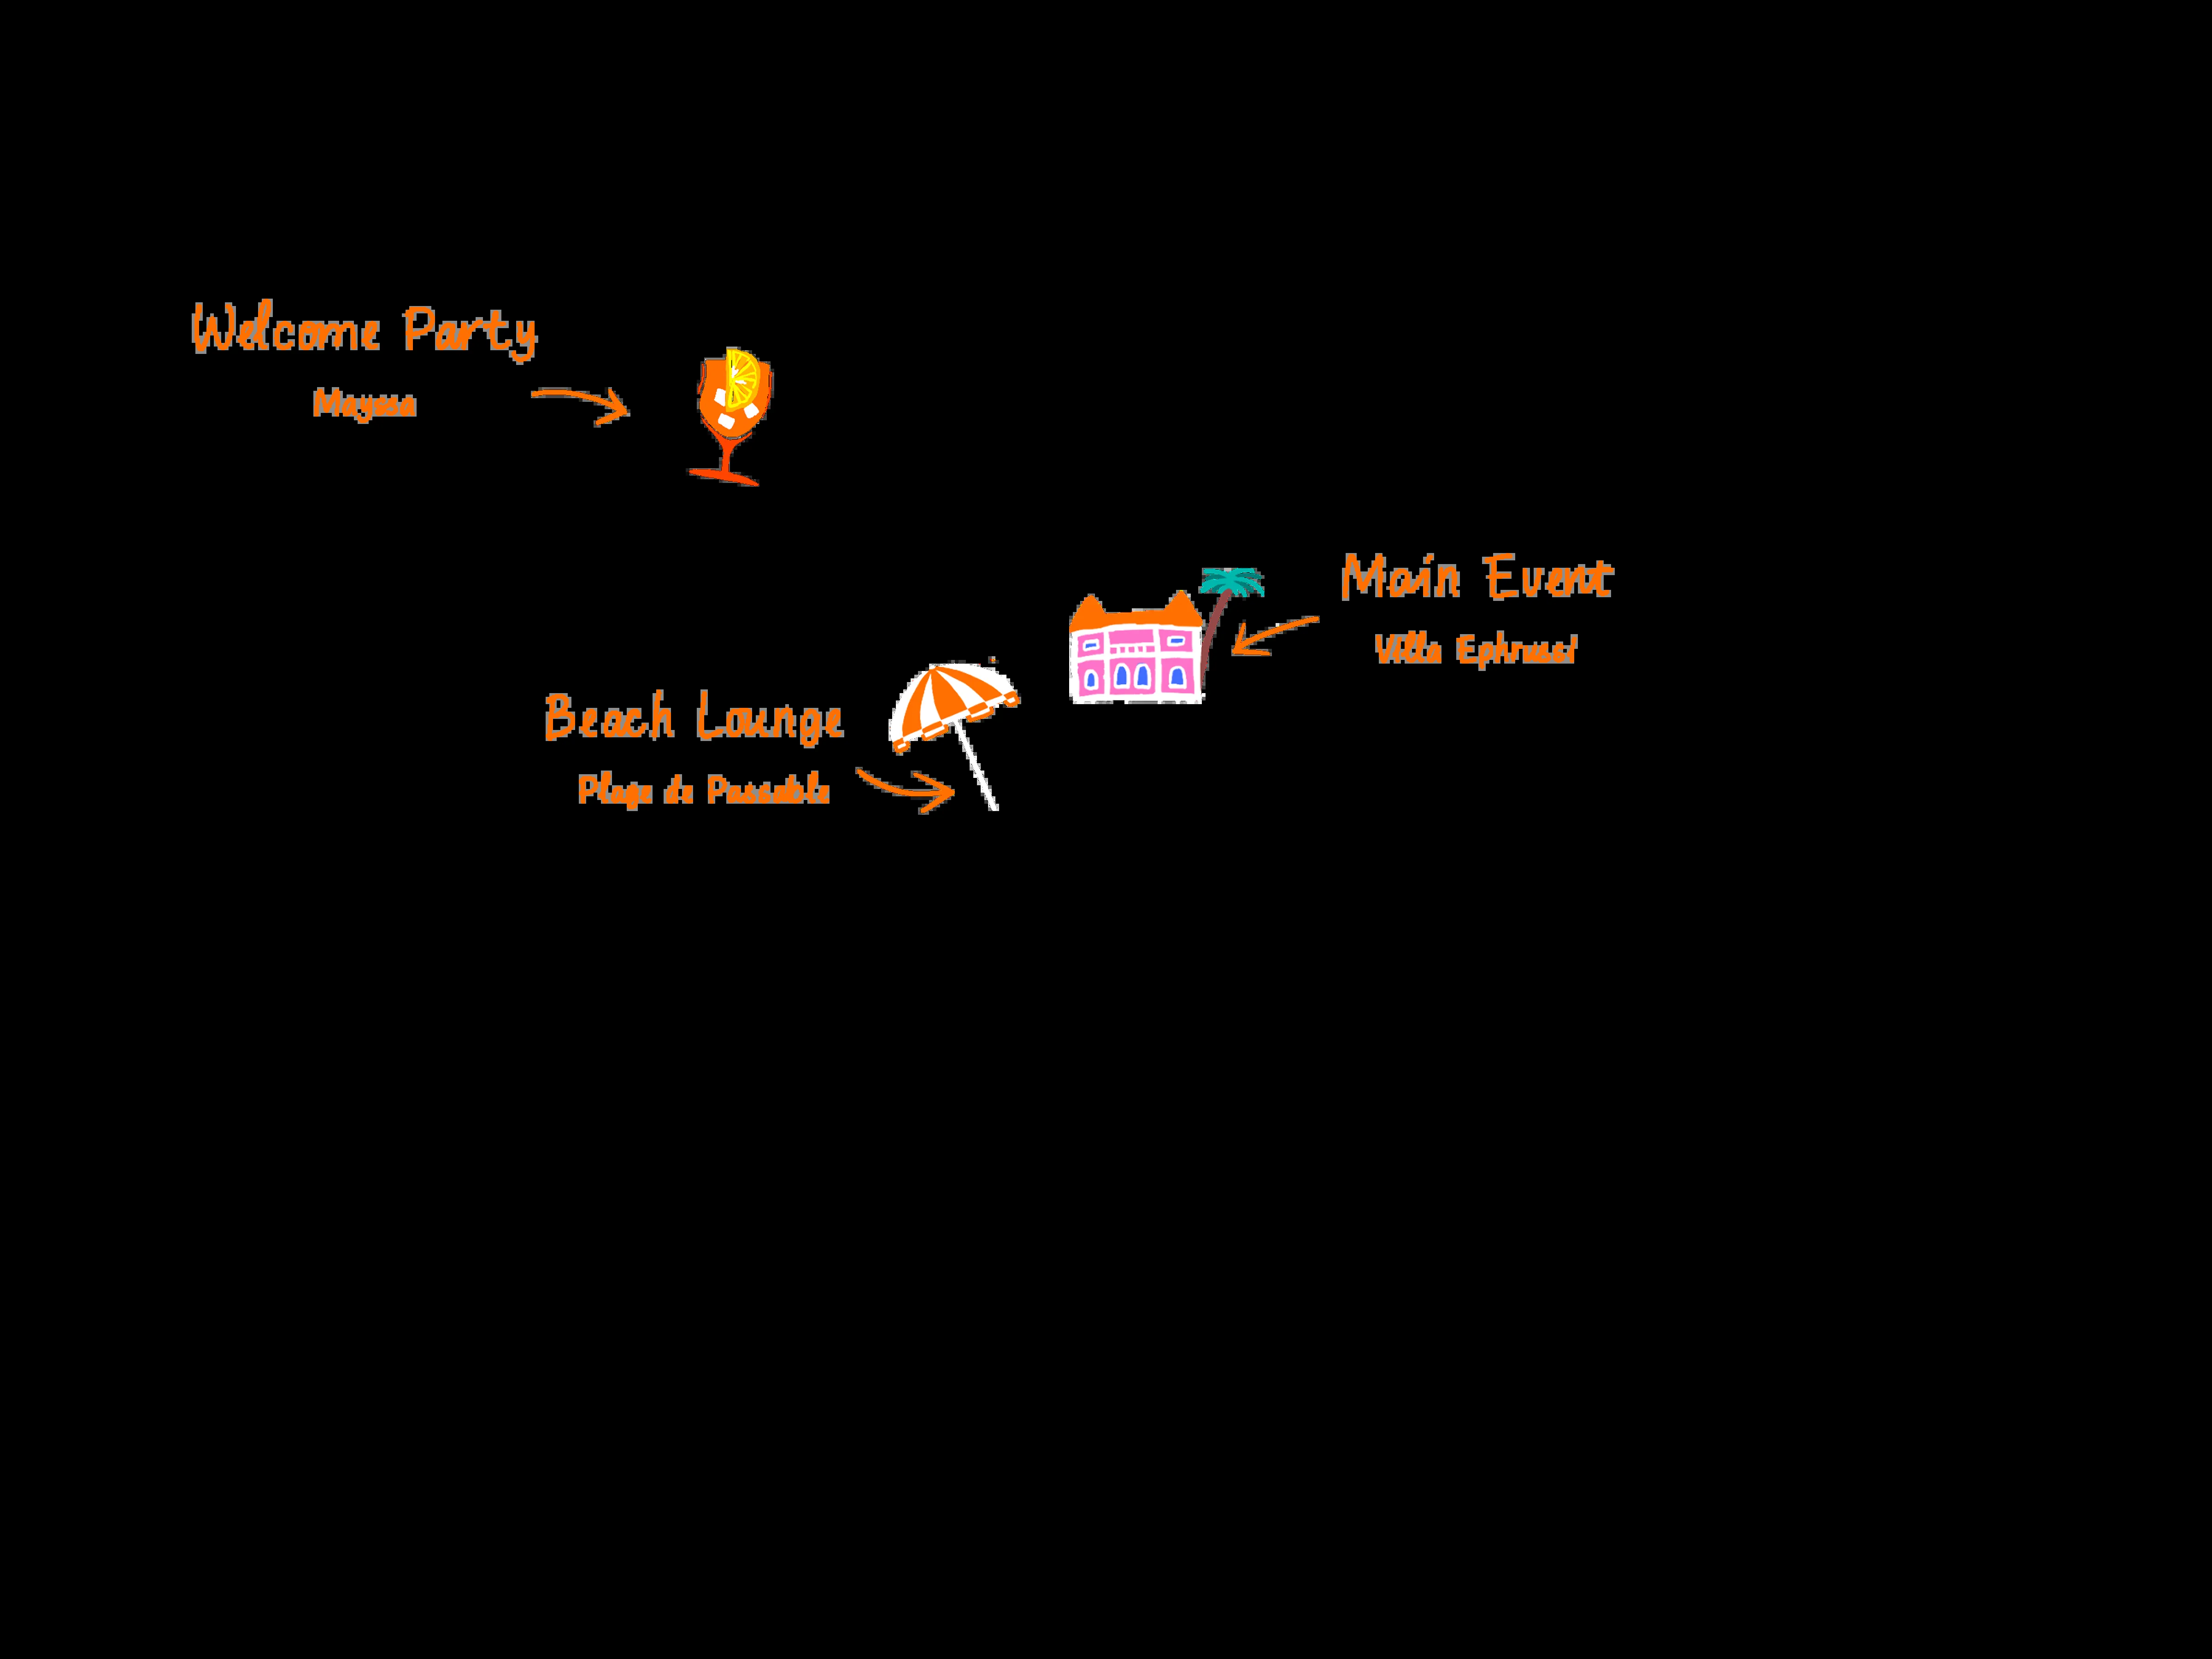 Welcome Party
Mayssa
Main Event
Villa Ephrussi
Beach Lounge
Plage de Passable